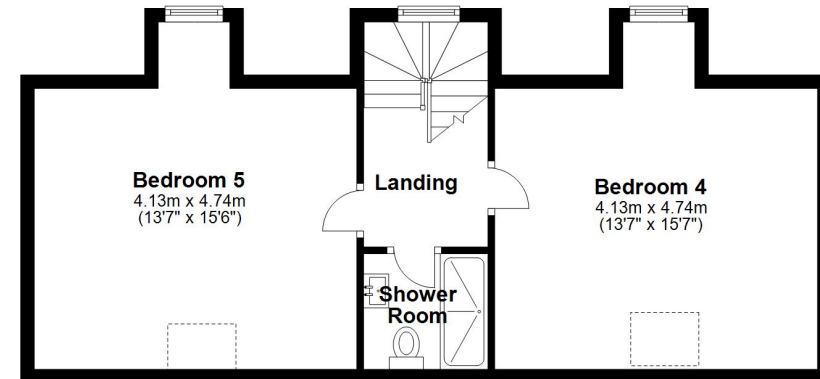 Bedroom 5
4.13m x 4.74m
(13'7" x 15'6")
Landing
Bedroom 4
4.13m x 4.74m
(13'7" x 15'7")
Shower
Room